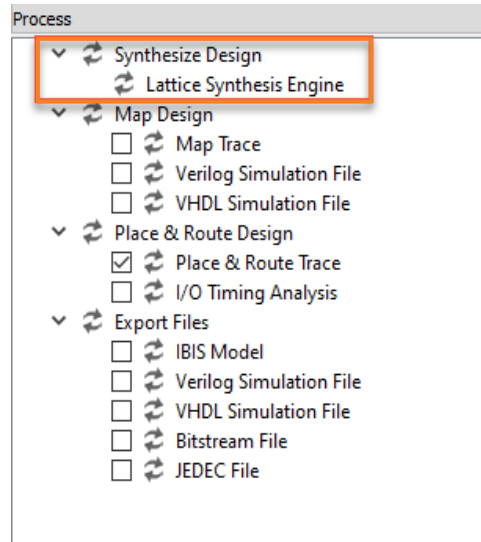 Process
Synthesize Design
Lattice Synthesis Engine
Map Design
Map Trace
Verilog Simulation File
VHDL Simulation File
Place & Route Design
Place & Route Trace
I/O Timing Analysis
Export Files
IBIS Model
Verilog Simulation File
VHDL Simulation File
Bitstream File
JEDEC File